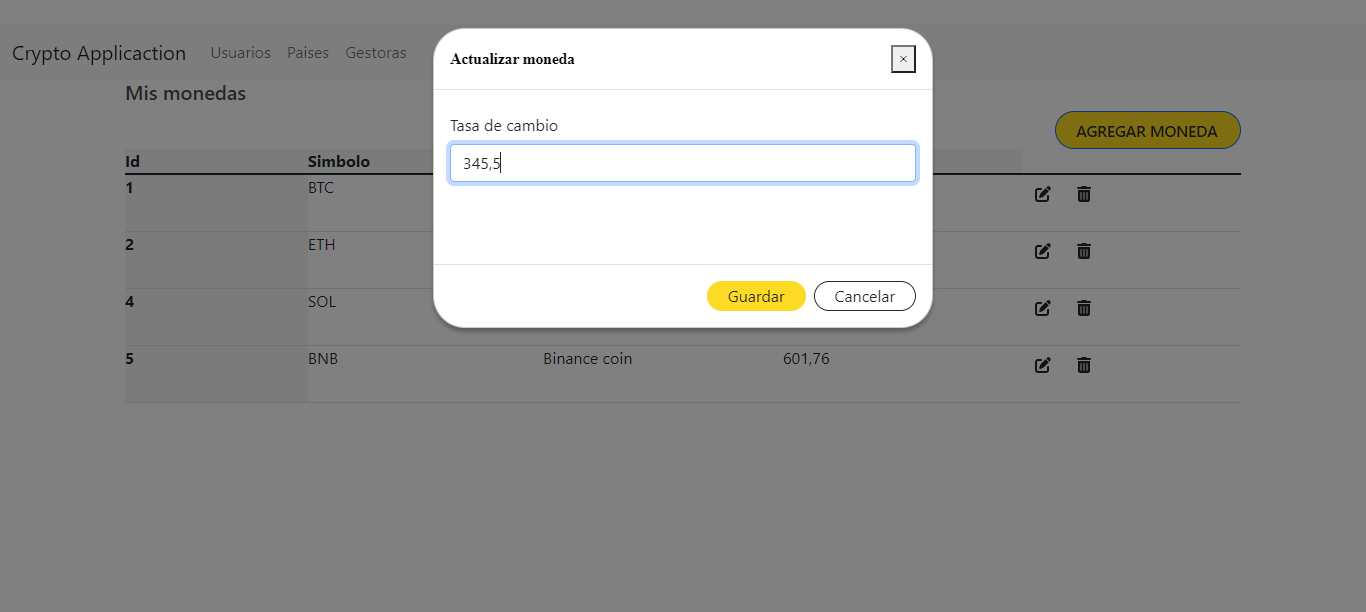 Crypto Applicaction Usuarios Paises Gestoras
Actualizar moneda ×
Mis monedas
Tasa de cambio
345,5
AGREGAR MONEDA
Id Simbolo
1 BTC
2 ETH
4 SOL
Guardar Cancelar
5 BNB Binance coin 601,76